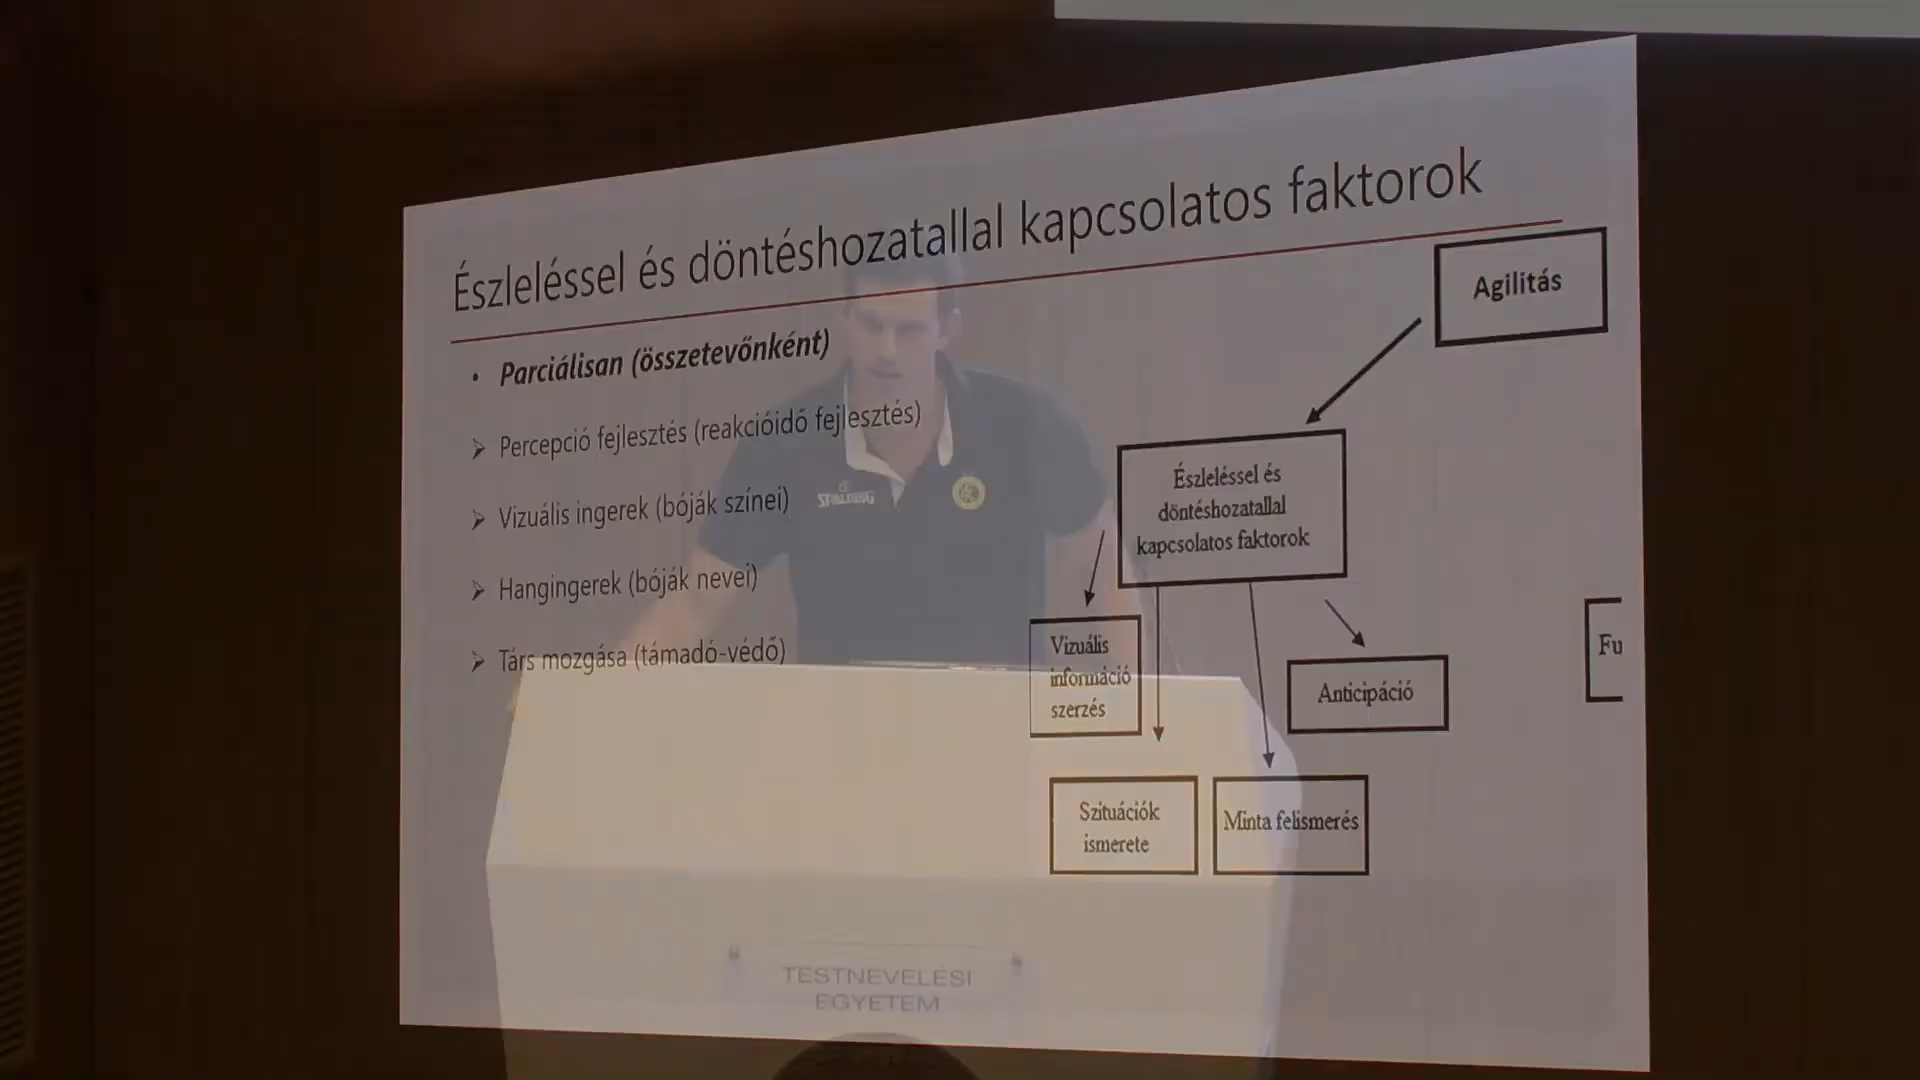 Észleléssel és döntéshozatallal kapcsolatos faktorok
• Parciálisan (összetevőnként)
➢ Percepció fejlesztés (reakcióidő fejlesztés)
➢ Vizuális ingerek (bóják színei)
➢ Hangingerek (bóják nevei)
➢ Társ mozgása (támadó-védő)
Agilitás
Észleléssel és
döntéshozatallal
kapcsolatos faktorok
Vizuális
információ
szerzés
Anticipáció
Fu
Szituációk
ismerete
Minta felismerés
SPALDING
TESTNEVELÉSI
EGYETEM